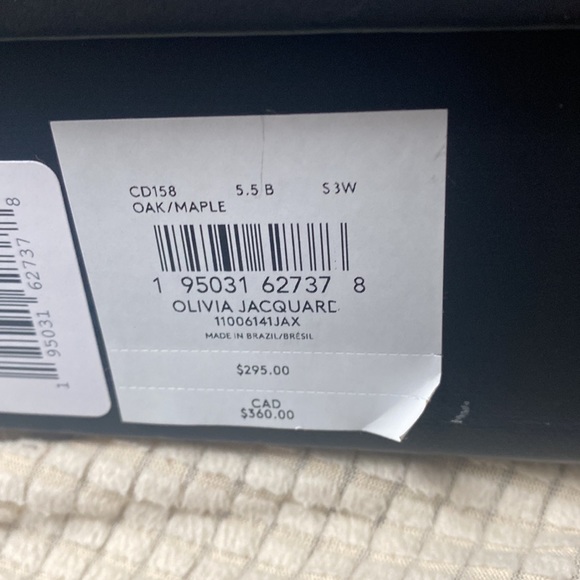 CD158 5.5 B S3W
OAK/MAPLE
1 95031 62737 8
OLIVIA JACQUARD
11006141JAX
MADE IN BRAZIL/BRÉSIL
$295.00
CAD
$360.00
1 95031 62737 8